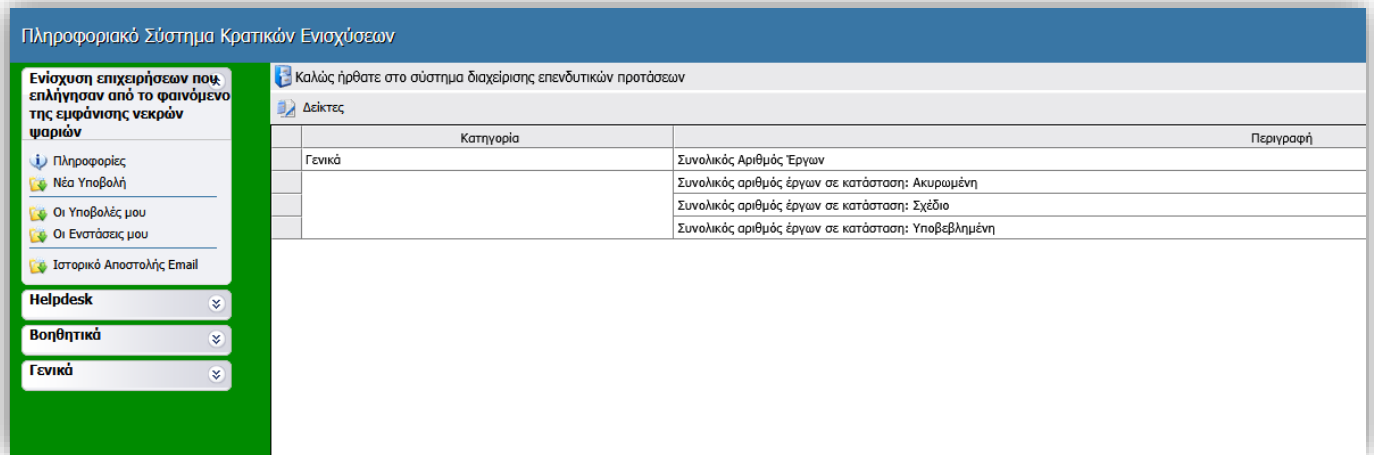 Πληροφοριακό Σύστημα Κρατικών Ενισχύσεων
Ενίσχυση επιχειρήσεων που
επλήγησαν από το φαινόμενο
της εμφάνισης νεκρών
ψαριών
Πληροφορίες
Νέα Υποβολή
Οι Υποβολές μου
Οι Ενστάσεις μου
Ιστορικό Αποστολής Email
Helpdesk
Βοηθητικά
Γενικά
Καλώς ήρθατε στο σύστημα διαχείρισης επενδυτικών προτάσεων
Δείκτες
Κατηγορία Περιγραφή
Γενικά Συνολικός Αριθμός Έργων
Συνολικός αριθμός έργων σε κατάσταση: Ακυρωμένη
Συνολικός αριθμός έργων σε κατάσταση: Σχέδιο
Συνολικός αριθμός έργων σε κατάσταση: Υποβεβλημένη